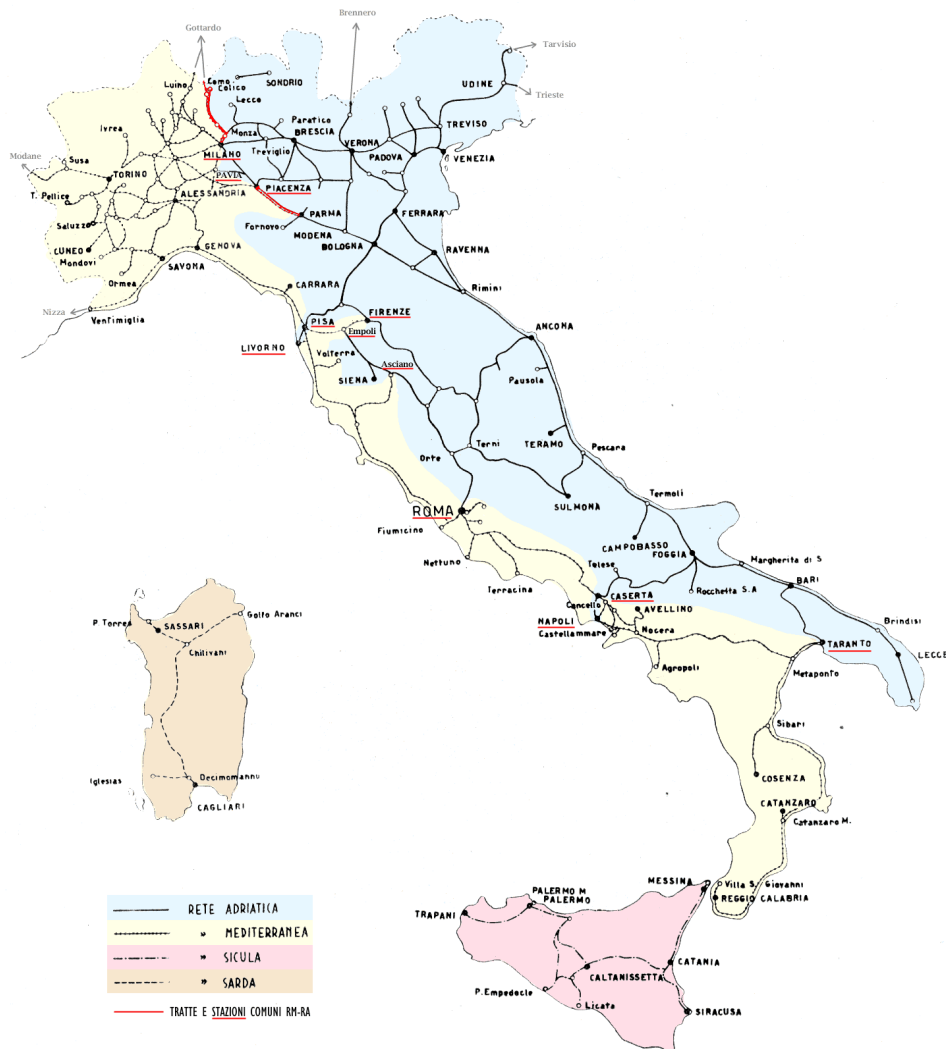 Brennero
Gottardo
Tarvisio
Como
Colico
SONDRIO
UDINE
Luino
Lecco
Trieste
Ivrea
Paratico
TREVISO
Monza
BRESCIA
VERONA
Modane
Susa
MILANO
Treviglio
PADOVA
VENEZIA
TORINO
PAVIA
T. Pellice
ALESSANDRIA
PIACENZA
PARMA
FERRARA
Saluzzo
Fornovo
MODENA
CUNEO
GENOVA
BOLOGNA
RAVENNA
Mondovi
SAVONA
Ormea
CARRARA
Rimini
Nizza
Ventimiglia
PISA
FIRENZE
Empoli
ANCONA
LIVORNO
Volterra
Asciano
SIENA
Pausola
Terni
TERAMO
Pescara
Orte
Termoli
SULMONA
ROMA
Fiumicino
CAMPOBASSO
FOGGIA
Nettuno
Telese
Margherita di S
Terracina
Rocchetta S.A
BARI
CASERTA
Cancello
AVELLINO
P. Torres
Golfo Aranci
NAPOLI
Nocera
Brindisi
SASSARI
Castellammare
TARANTO
LECCE
Chilivani
Agropoli
Metaponto
Sibari
Iglesias
Decimomannu
COSENZA
CAGLIARI
CATANZARO
Catanzaro M.
MESSINA
Villa S. Giovanni
PALERMO M
REGGIO CALABRIA
PALERMO
TRAPANI
CATANIA
CALTANISSETTA
P. Empedocle
Licata
SIRACUSA
RETE ADRIATICA
» MEDITERRANEA
» SICULA
» SARDA
TRATTE E STAZIONI COMUNI RM-RA